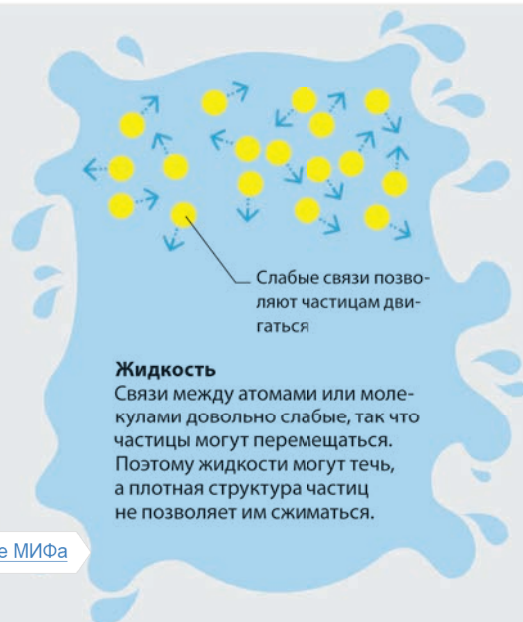 Слабые связи позво-
ляют частицам дви-
гаться
Жидкость
Связи между атомами или моле-
кулами довольно слабые, так что
частицы могут перемещаться.
Поэтому жидкости могут течь,
а плотная структура частиц
не позволяет им сжиматься.
е МИФа